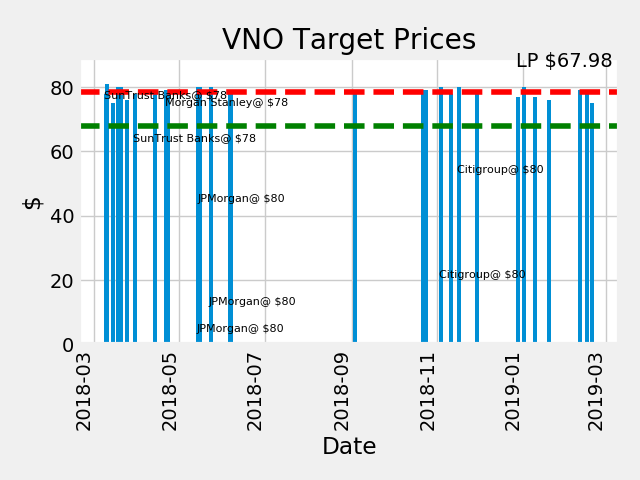 VNO Target Prices
LP $67.98
80
SunTrust Banks@ $78
Morgan Stanley@ $78
SunTrust Banks@ $78
60
Citigroup@ $80
JPMorgan@ $80
40
$
Citigroup@ $80
20
JPMorgan@ $80
JPMorgan@ $80
0
2018-03
2018-05
2018-07
2018-09
2018-11
2019-01
2019-03
Date